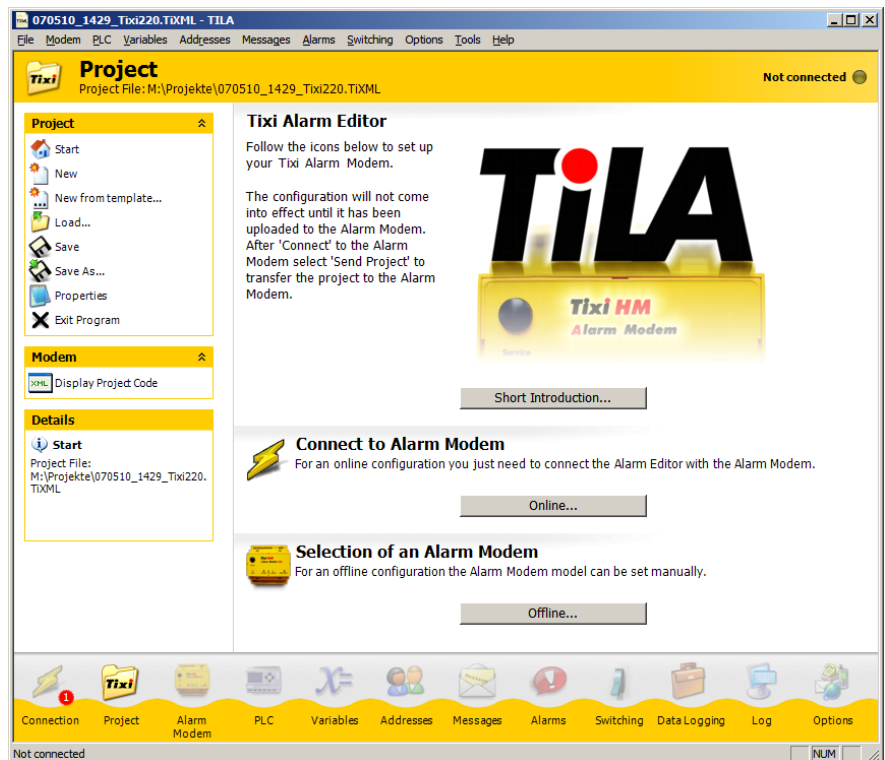 070510_1429_Tixi220.TiXML - TILA
File Modem PLC Variables Addresses Messages Alarms Switching Options Tools Help
Tixi
Project
Project File: M:\Projekte\070510_1429_Tixi220.TiXML
Not connected
Project
Start
New
New from template...
Load...
Save
Save As...
Properties
Exit Program
Modem
XML Display Project Code
Details
Start
Project File:
M:\Projekte\070510_1429_Tixi220.
TiXML
Tixi Alarm Editor
Follow the icons below to set up
your Tixi Alarm Modem.
The configuration will not come
into effect until it has been
uploaded to the Alarm Modem.
After 'Connect' to the Alarm
Modem select 'Send Project' to
transfer the project to the Alarm
Modem.
TiLA
Tixi HM
Alarm Modem
Service
Short Introduction...
Connect to Alarm Modem
For an online configuration you just need to connect the Alarm Editor with the Alarm Modem.
Online...
Selection of an Alarm Modem
For an offline configuration the Alarm Modem model can be set manually.
Offline...
1
Tixi
X=
Connection Project Alarm Modem PLC Variables Addresses Messages Alarms Switching Data Logging Log Options
Not connected
NUM